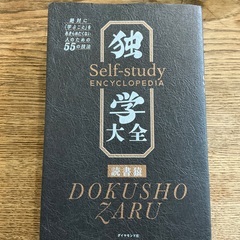 絶対に
「学ぶこと」を
あきらめたくない
人のための
55の技法
独
Self-study
ENCYCLOPEDIA
学
大全
読書猿
DOKUSHO
ZARU
ダイヤモンド社